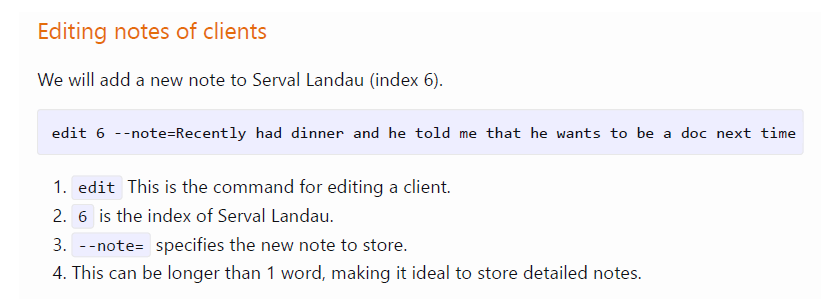 Editing notes of clients
We will add a new note to Serval Landau (index 6).
edit 6 --note=Recently had dinner and he told me that he wants to be a doc next time
1. edit This is the command for editing a client.
2. 6 is the index of Serval Landau.
3. --note= specifies the new note to store.
4. This can be longer than 1 word, making it ideal to store detailed notes.